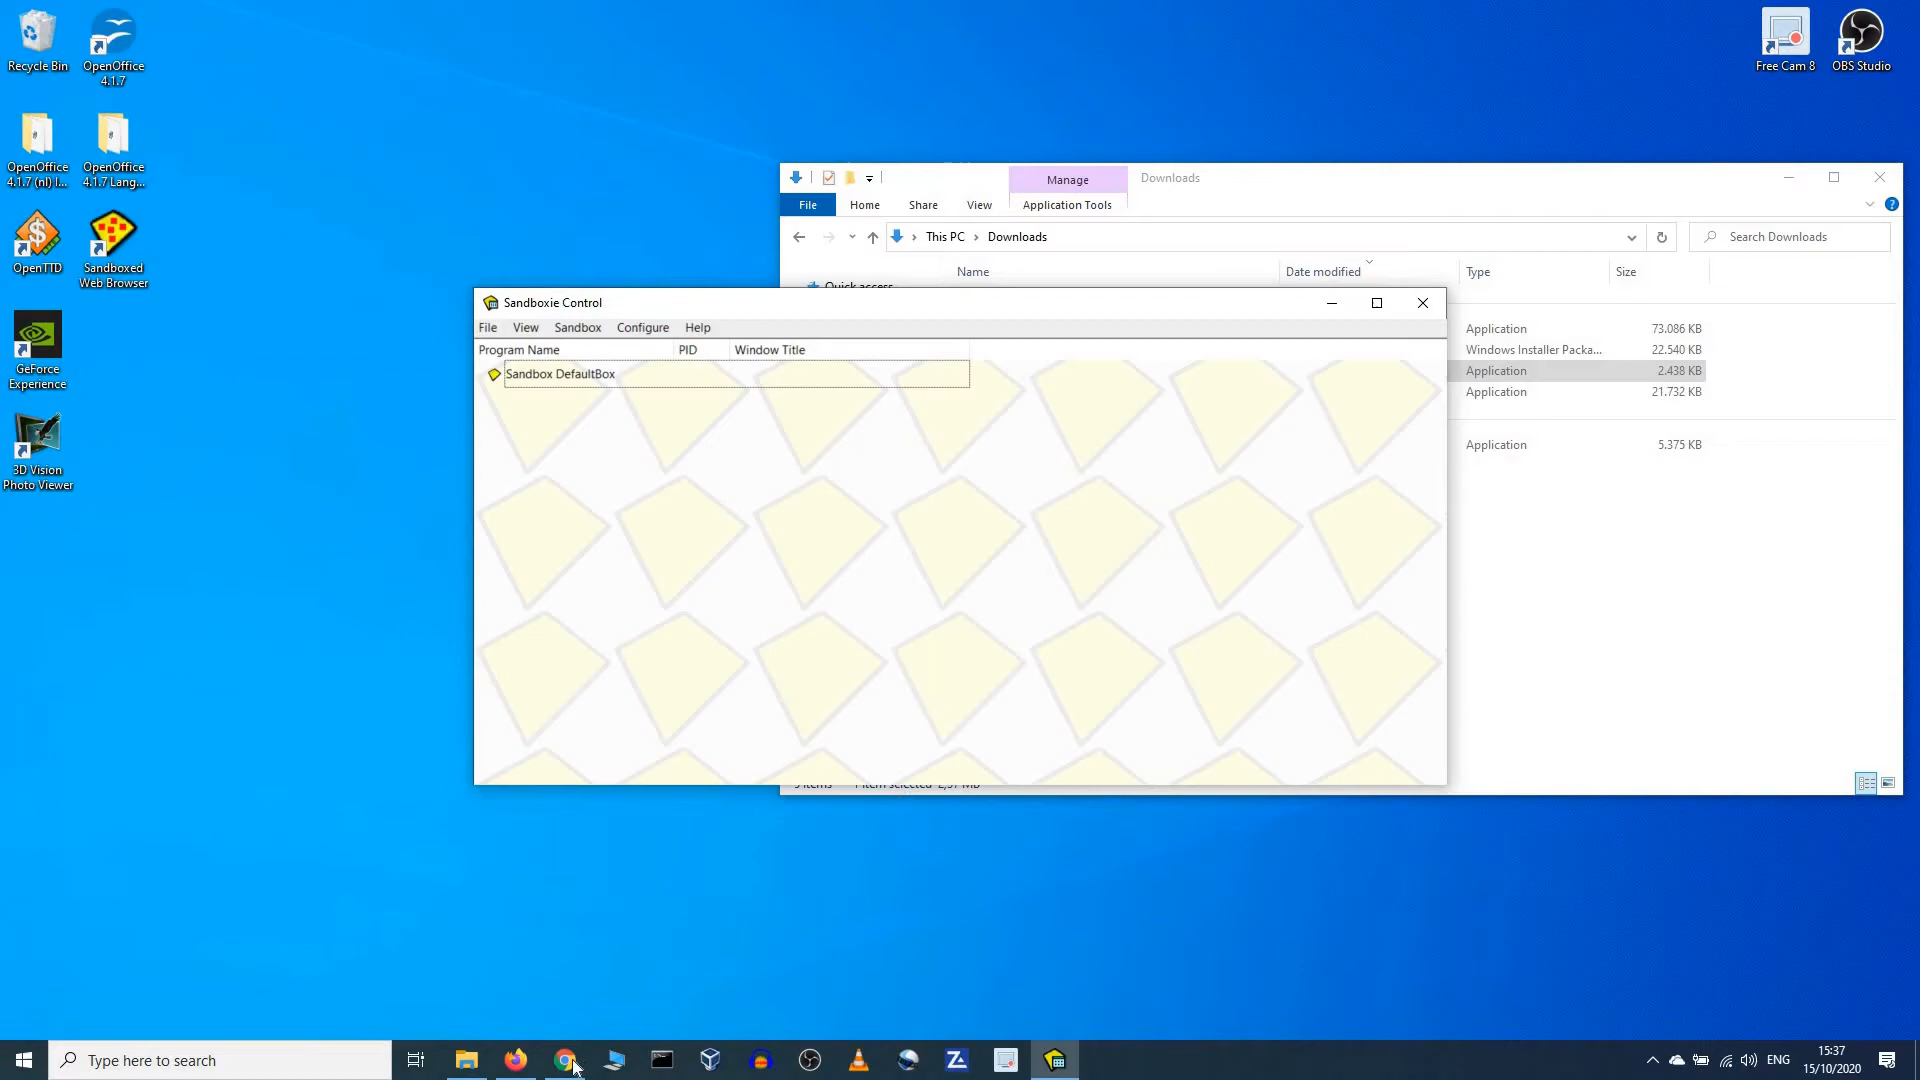 Recycle Bin
OpenOffice
4.1.7
OpenOffice
4.1.7 (nl) I...
OpenOffice
4.1.7 Lang...
OpenTTD
Sandboxed
Web Browser
GeForce
Experience
3D Vision
Photo Viewer
Free Cam 8
OBS Studio
Manage
Downloads
File
Home
Share
View
Application Tools
This PC
Downloads
Search Downloads
Name
Date modified
Type
Size
Quick access
Application
73.086 KB
Windows Installer Packa...
22.540 KB
Application
2.438 KB
Application
21.732 KB
Application
5.375 KB
Sandboxie Control
File
View
Sandbox
Configure
Help
Program Name
PID
Window Title
Sandbox DefaultBox
Type here to search
ENG
15:37
15/10/2020